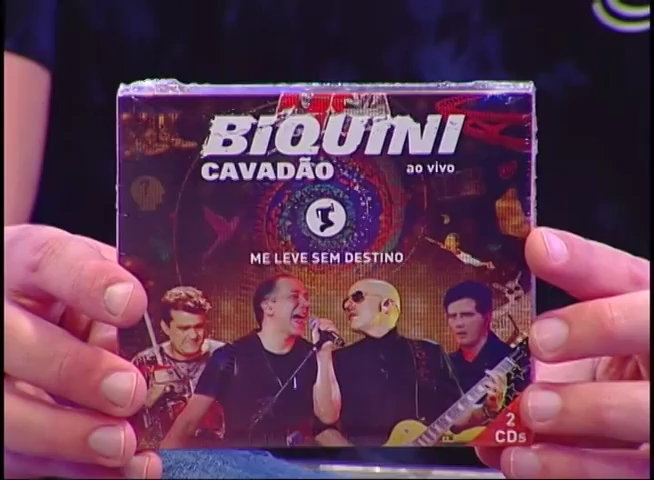 BIQUINI
CAVADÃO
ao vivo
ME LEVE SEM DESTINO
2
CDs